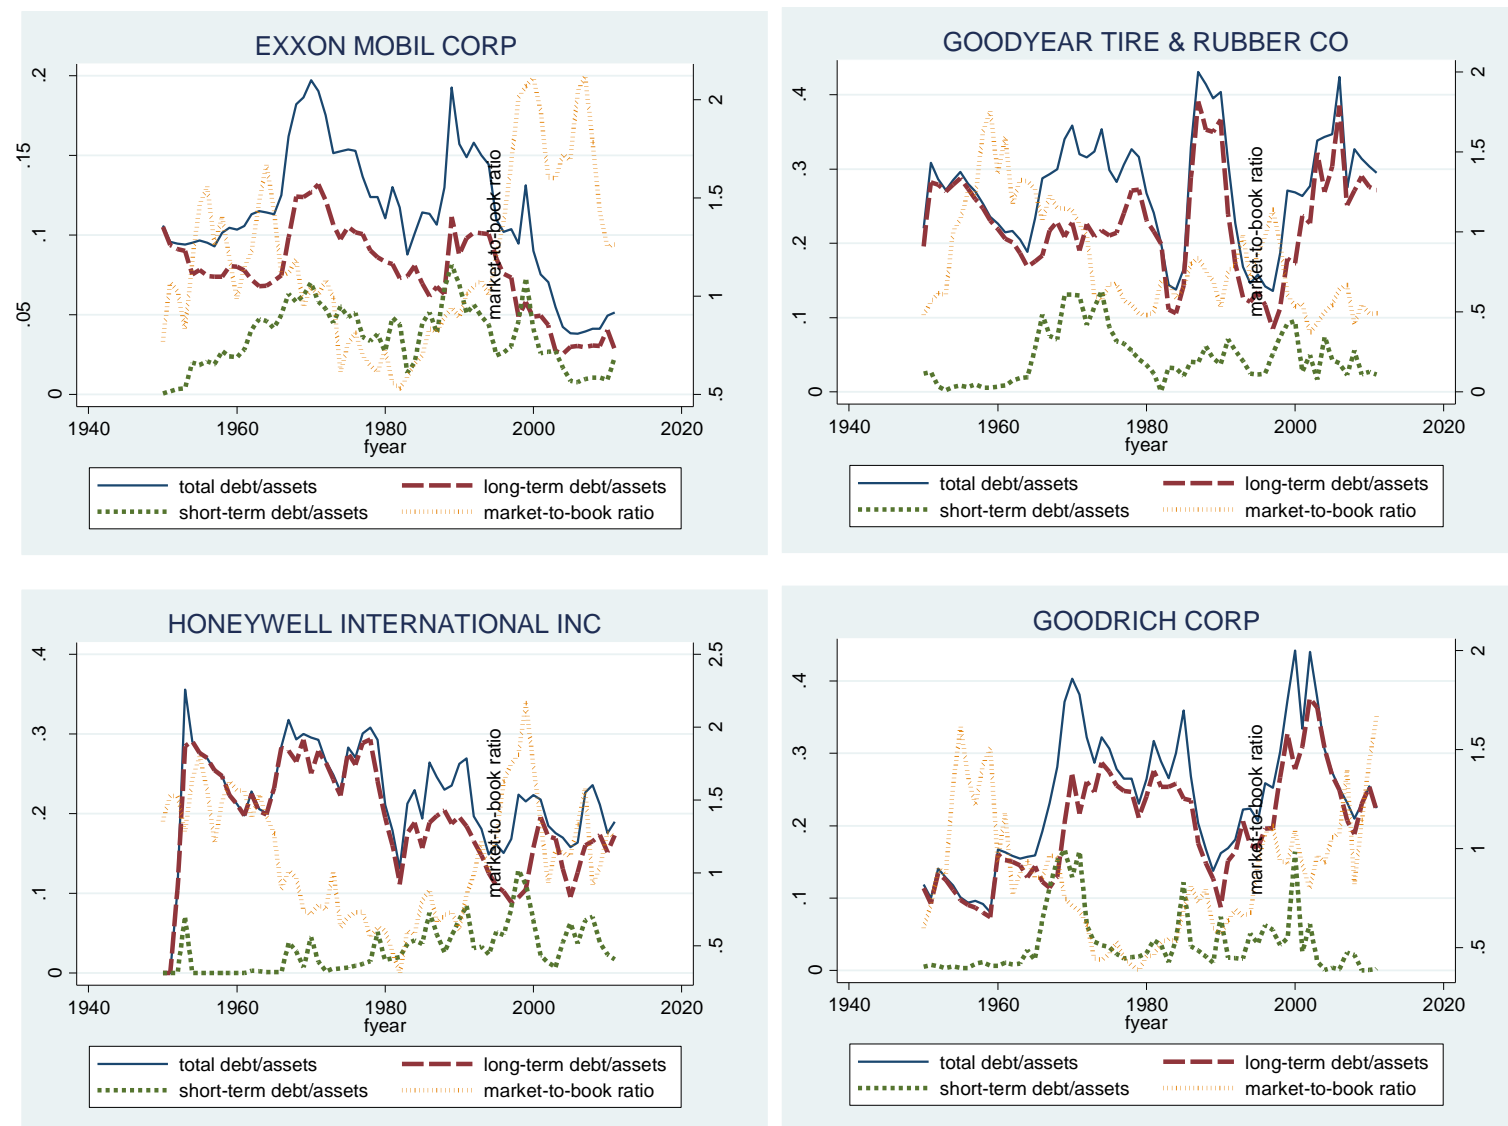 EXXON MOBIL CORP
.2
.15
.1
.05
0
2
1.5
1
.5
market-to-book ratio
1940 1960 1980 2000 2020
fyear
total debt/assets long-term debt/assets
short-term debt/assets market-to-book ratio
GOODYEAR TIRE & RUBBER CO
.4
.3
.2
.1
0
2
1.5
1
.5
0
market-to-book ratio
1940 1960 1980 2000 2020
fyear
total debt/assets long-term debt/assets
short-term debt/assets market-to-book ratio
HONEYWELL INTERNATIONAL INC
.4
.3
.2
.1
0
2.5
2
1.5
1
.5
market-to-book ratio
1940 1960 1980 2000 2020
fyear
total debt/assets long-term debt/assets
short-term debt/assets market-to-book ratio
GOODRICH CORP
.4
.3
.2
.1
0
2
1.5
1
.5
market-to-book ratio
1940 1960 1980 2000 2020
fyear
total debt/assets long-term debt/assets
short-term debt/assets market-to-book ratio